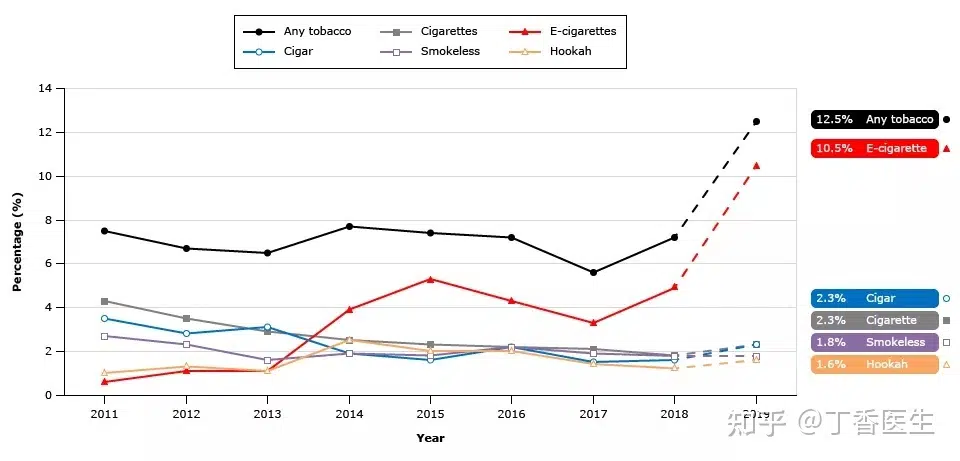 Any tobacco Cigarettes E-cigarettes
Cigar Smokeless Hookah
14
12
10
8
6
4
2
0
Percentage (%)
12.5% Any tobacco
10.5% E-cigarette
2.3% Cigar
2.3% Cigarette
1.8% Smokeless
1.6% Hookah
2011 2012 2013 2014 2015 2016 2017 2018 2019
Year
知乎 @丁香医生